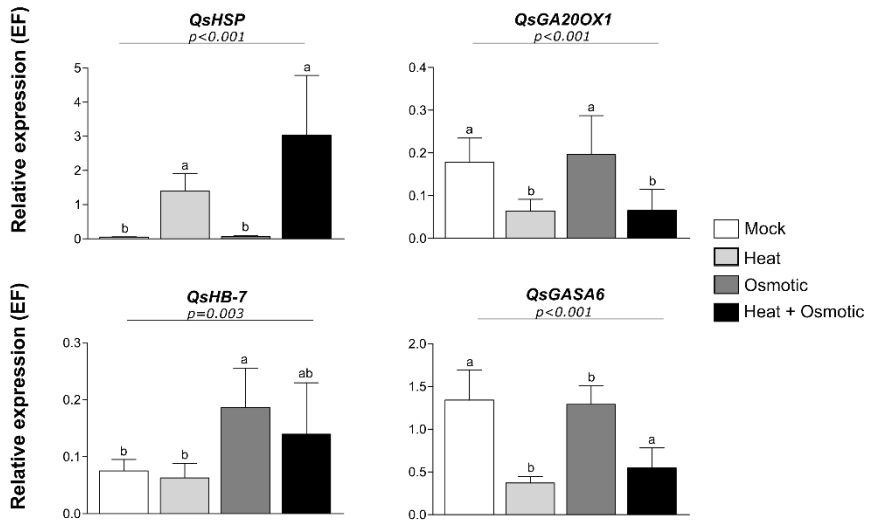 QsHSP
p<0.001
Relative expression (EF)
5
4
3
2
1
0
b
a
b
a
QsGA20OX1
p<0.001
0.4
0.3
0.2
0.1
0.0
a
b
a
b
Mock
Heat
Osmotic
Heat + Osmotic
QsHB-7
p=0.003
Relative expression (EF)
0.3
0.2
0.1
0.0
b
b
a
ab
QsGASA6
p<0.001
2.0
1.5
1.0
0.5
0.0
a
b
b
a